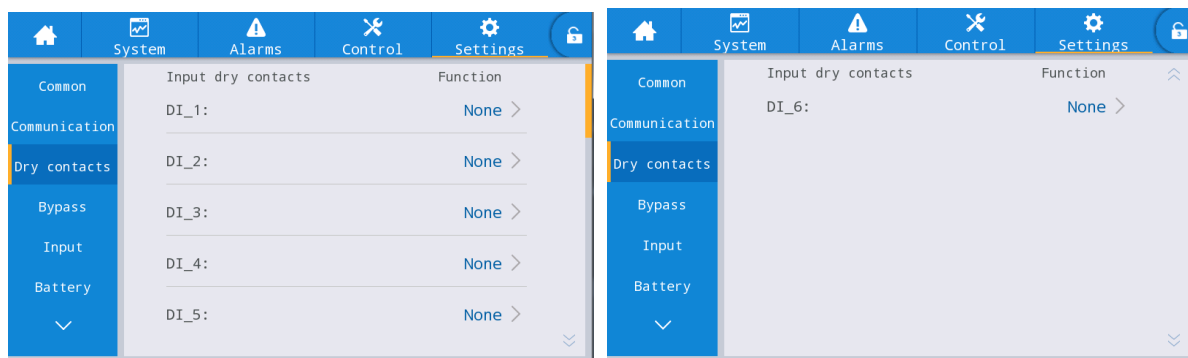 System Alarms Control Settings
Common
Communication
Dry contacts
Bypass
Input
Battery
Input dry contacts Function
DI_1: None
DI_2: None
DI_3: None
DI_4: None
DI_5: None
System Alarms Control Settings
Common
Communication
Dry contacts
Bypass
Input
Battery
Input dry contacts Function
DI_6: None